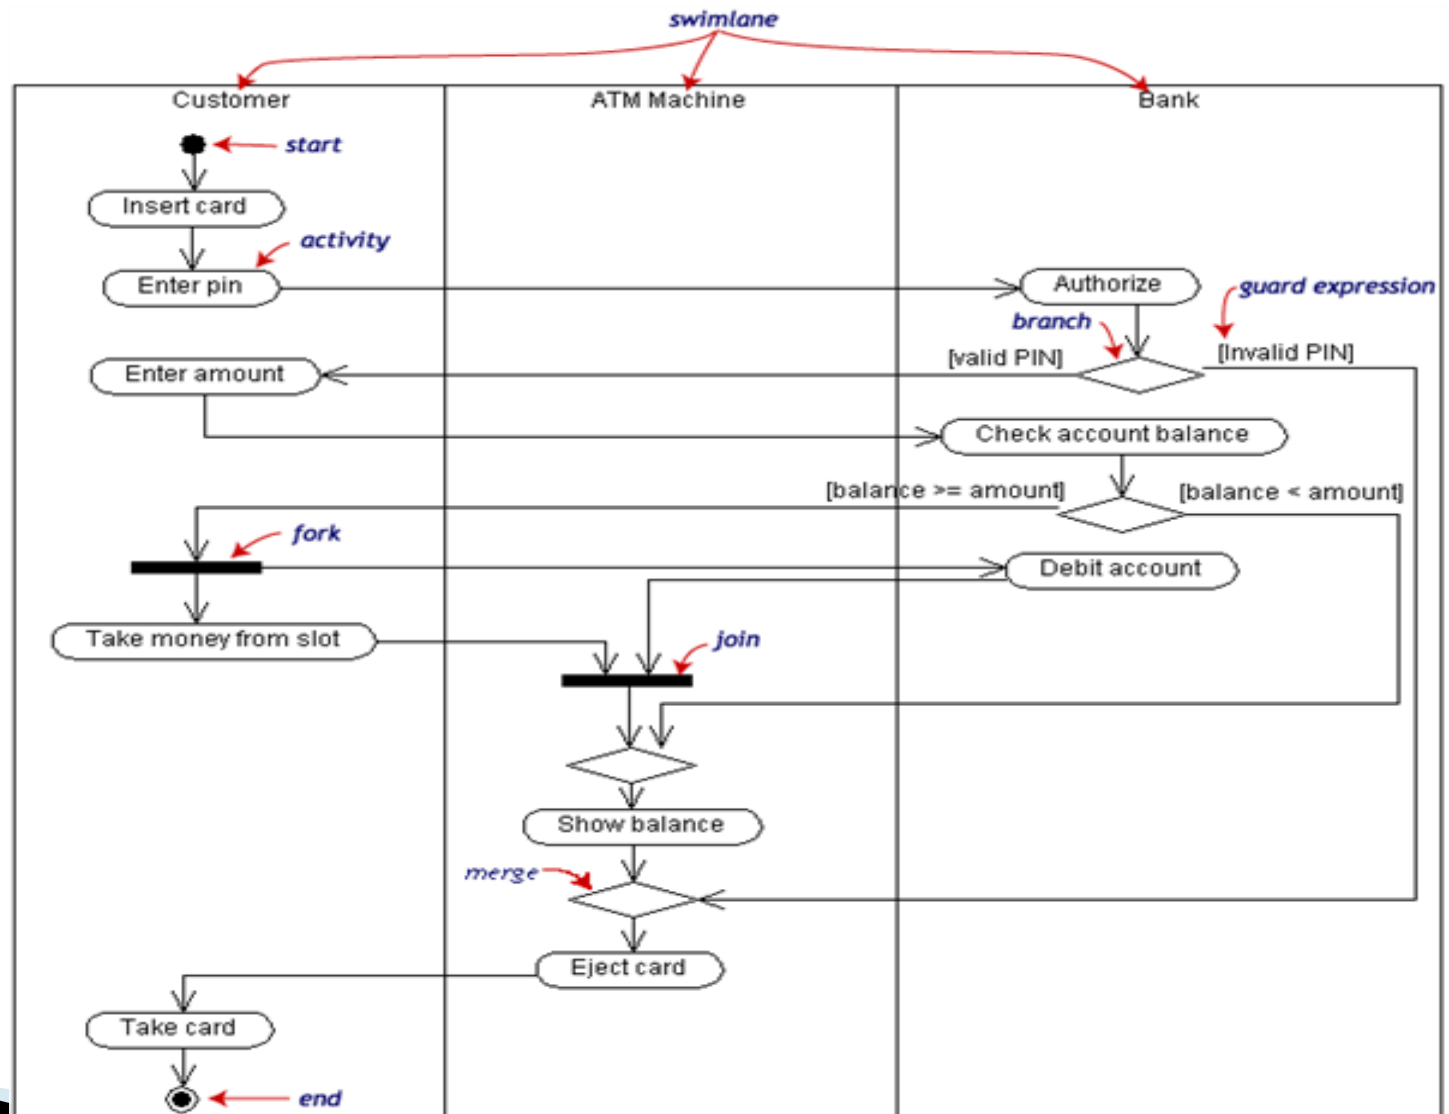 swimlane
Customer
ATM Machine
Bank
start
Insert card
activity
Enter pin
Authorize
guard expression
branch
[valid PIN]
[Invalid PIN]
Enter amount
Check account balance
[balance >= amount]
[balance < amount]
fork
Debit account
Take money from slot
join
Show balance
merge
Eject card
Take card
end